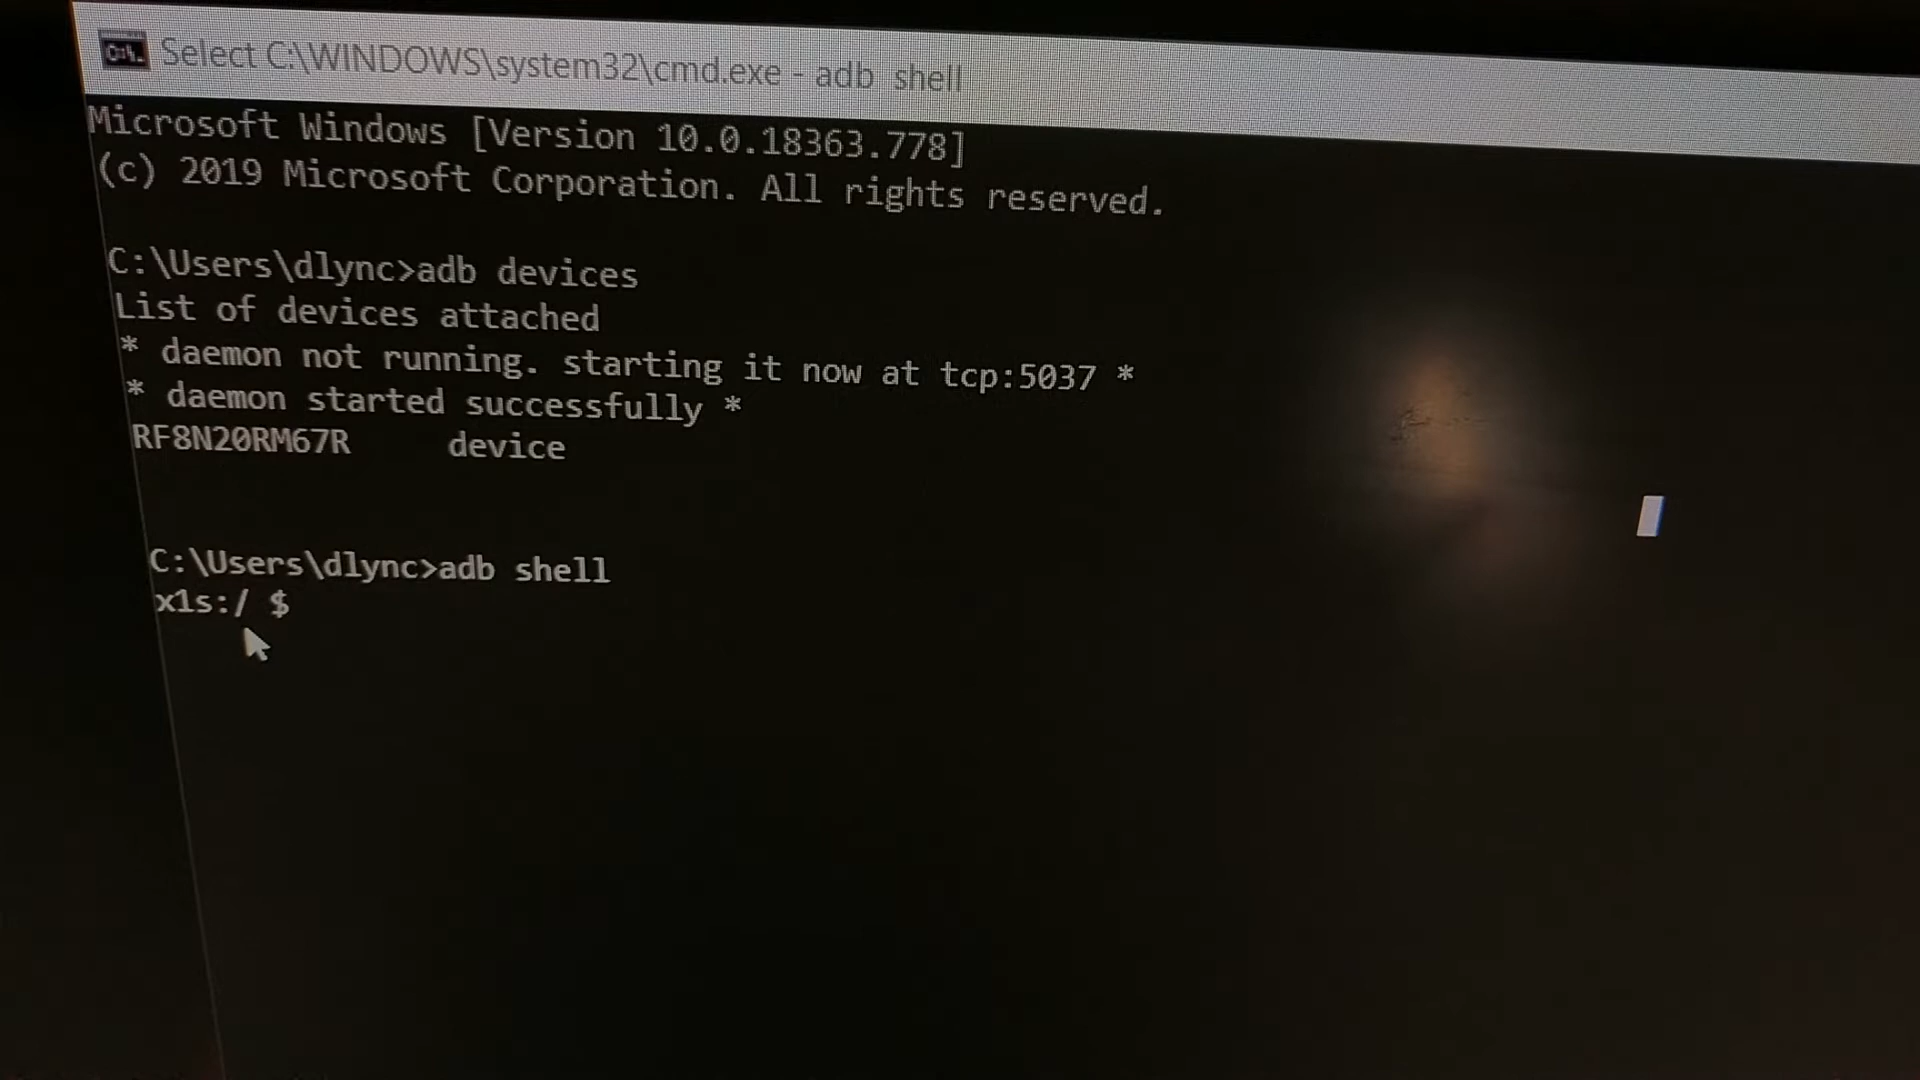 Select C:\WINDOWS\system32\cmd.exe - adb shell
Microsoft Windows [Version 10.0.18363.778]
(c) 2019 Microsoft Corporation. All rights reserved.
C:\Users\dlync>adb devices
List of devices attached
* daemon not running. starting it now at tcp:5037 *
* daemon started successfully *
RF8N20RM67R device
C:\Users\dlync>adb shell
x1s:/ $